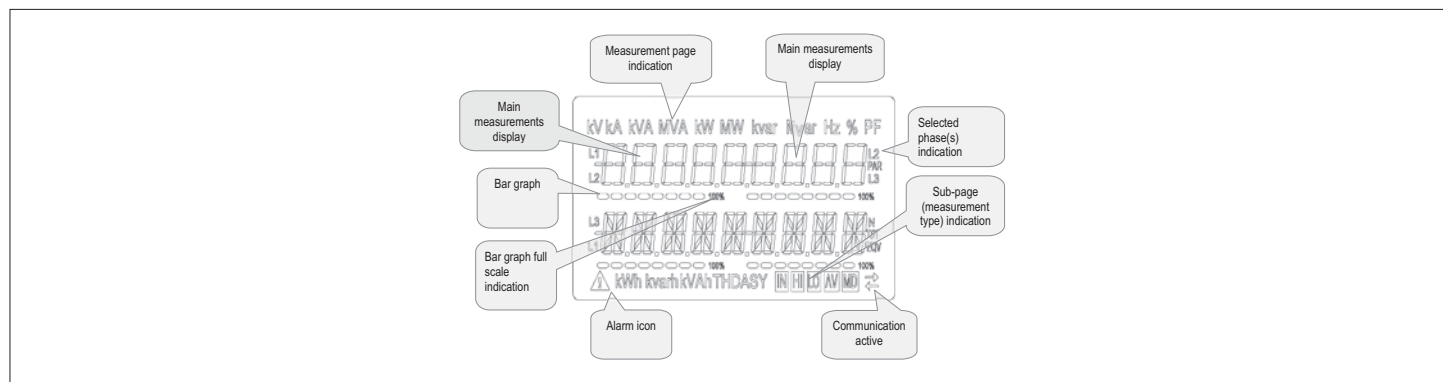 Measurement page
indication
Main measurements
display
Main
measurements
display
kV kA kVA MVA kW MW kvar Mvar Hz % PF
Selected
phase(s)
indication
L1
L2
L2
PAR
L3
Bar graph
100%
100%
Sub-page
(measurement
type) indication
L3
L1
N
EQV
Bar graph full
scale
indication
100%
100%
kWh kvarh kVAh THD ASY IN HI LO AV MD
Alarm icon
Communication
active